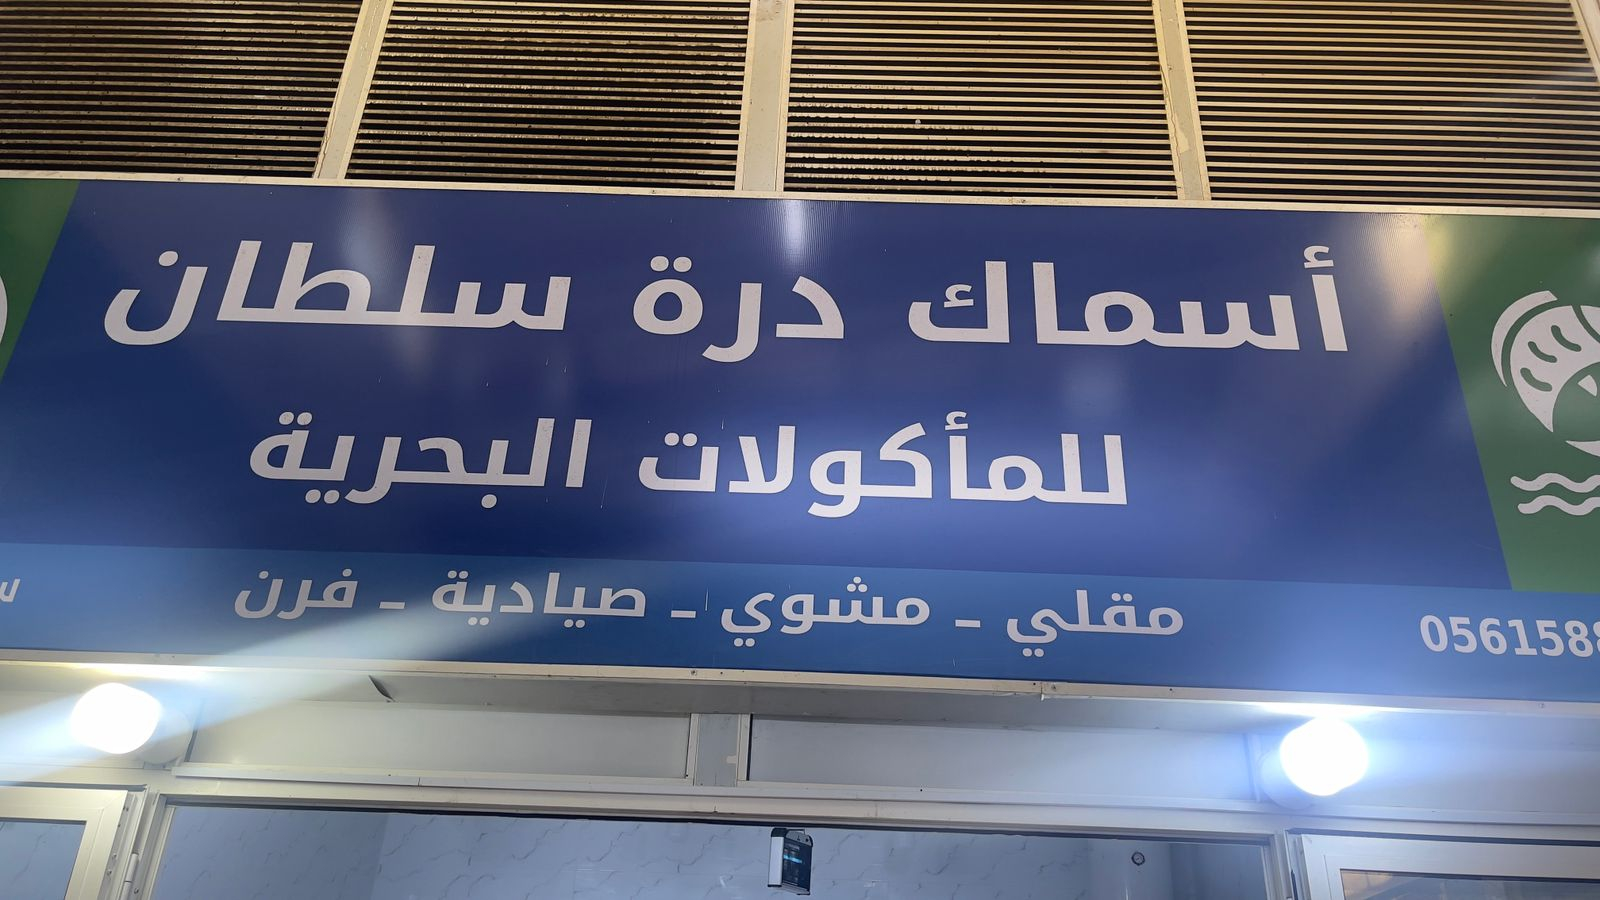 أسماك درة سلطان
للمأكولات البحرية
مقلي - مشوي - صيادية - فرن